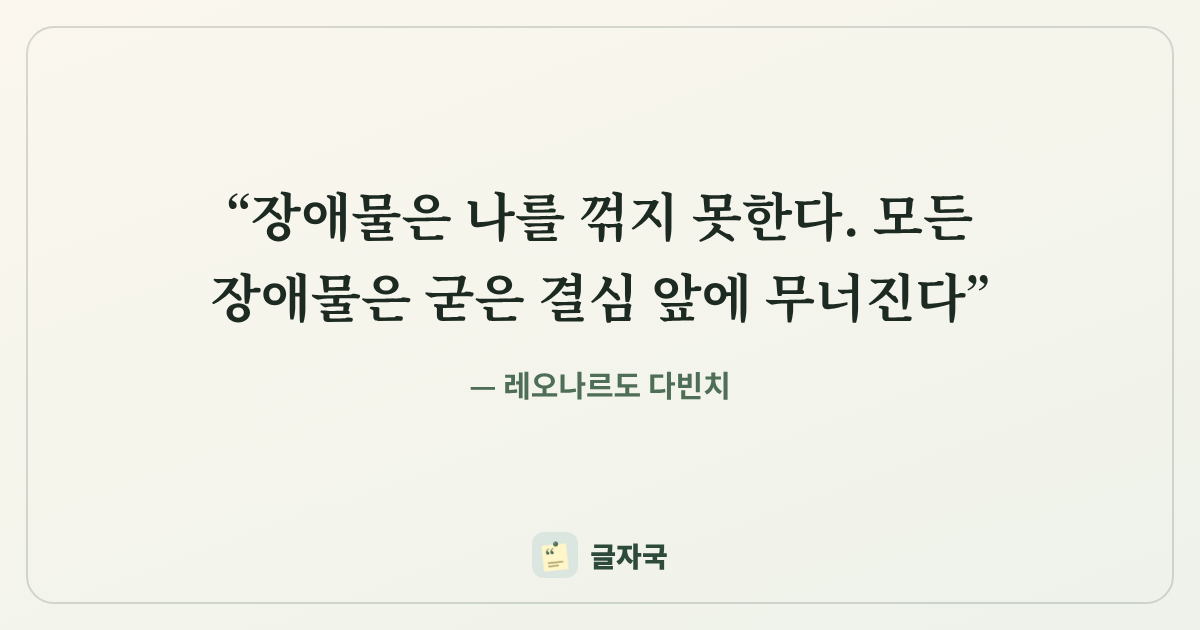 “장애물은 나를 꺾지 못한다. 모든
장애물은 굳은 결심 앞에 무너진다”
— 레오나르도 다빈치
글자국